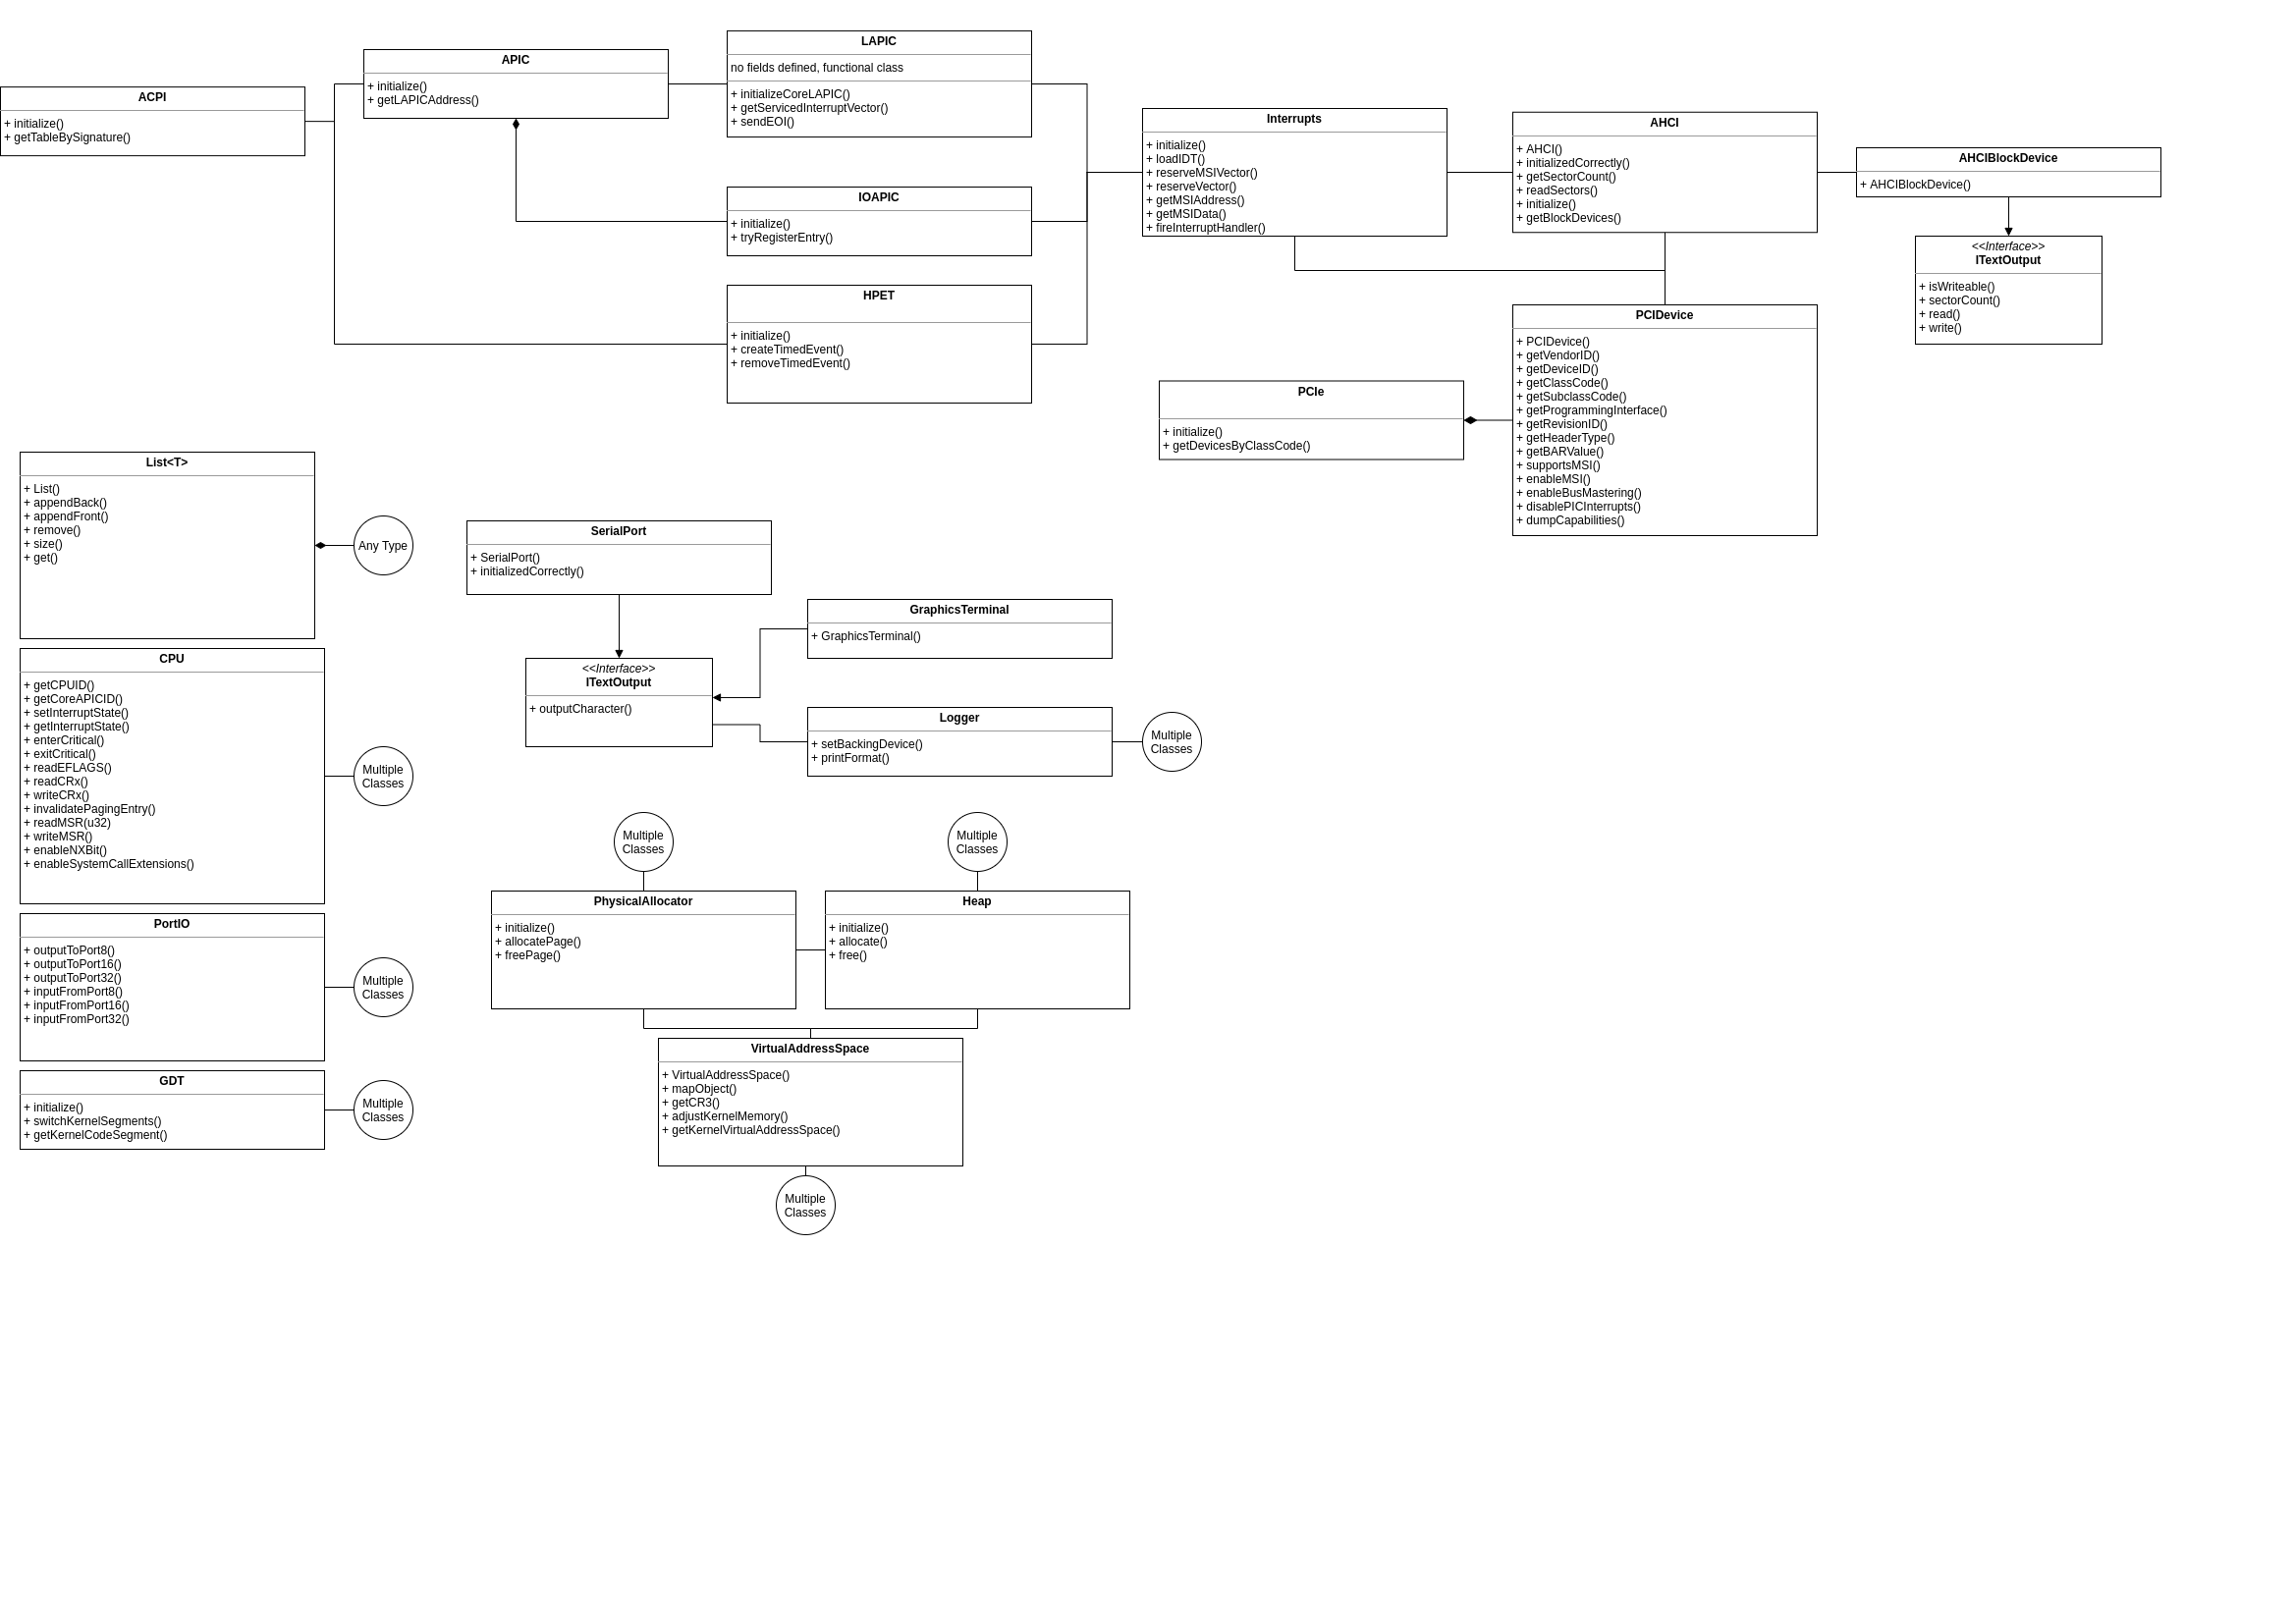 ACPI
+ initialize()
+ getTableBySignature()
APIC
+ initialize()
+ getLAPICAddress()
LAPIC
no fields defined, functional class
+ initializeCoreLAPIC()
+ getServicedInterruptVector()
+ sendEOI()
IOAPIC
+ initialize()
+ tryRegisterEntry()
HPET
+ initialize()
+ createTimedEvent()
+ removeTimedEvent()
Interrupts
+ initialize()
+ loadIDT()
+ reserveMSIVector()
+ reserveVector()
+ getMSIAddress()
+ getMSIData()
+ fireInterruptHandler()
AHCI
+ AHCI()
+ initializedCorrectly()
+ getSectorCount()
+ readSectors()
+ initialize()
+ getBlockDevices()
AHCIBlockDevice
+ AHCIBlockDevice()
<<Interface>>
ITextOutput
+ isWriteable()
+ sectorCount()
+ read()
+ write()
PCIDevice
+ PCIDevice()
+ getVendorID()
+ getDeviceID()
+ getClassCode()
+ getSubclassCode()
+ getProgrammingInterface()
+ getRevisionID()
+ getHeaderType()
+ getBARValue()
+ supportsMSI()
+ enableMSI()
+ enableBusMastering()
+ disablePICInterrupts()
+ dumpCapabilities()
PCIe
+ initialize()
+ getDevicesByClassCode()
List<T>
+ List()
+ appendBack()
+ appendFront()
+ remove()
+ size()
+ get()
Any Type
SerialPort
+ SerialPort()
+ initializedCorrectly()
GraphicsTerminal
+ GraphicsTerminal()
<<Interface>>
ITextOutput
+ outputCharacter()
Logger
+ setBackingDevice()
+ printFormat()
Multiple
Classes
CPU
+ getCPUID()
+ getCoreAPICID()
+ setInterruptState()
+ getInterruptState()
+ enterCritical()
+ exitCritical()
+ readEFLAGS()
+ readCRx()
+ writeCRx()
+ invalidatePagingEntry()
+ readMSR(u32)
+ writeMSR()
+ enableNXBit()
+ enableSystemCallExtensions()
Multiple
Classes
Multiple
Classes
Multiple
Classes
PhysicalAllocator
+ initialize()
+ allocatePage()
+ freePage()
Heap
+ initialize()
+ allocate()
+ free()
PortIO
+ outputToPort8()
+ outputToPort16()
+ outputToPort32()
+ inputFromPort8()
+ inputFromPort16()
+ inputFromPort32()
Multiple
Classes
VirtualAddressSpace
+ VirtualAddressSpace()
+ mapObject()
+ getCR3()
+ adjustKernelMemory()
+ getKernelVirtualAddressSpace()
GDT
+ initialize()
+ switchKernelSegments()
+ getKernelCodeSegment()
Multiple
Classes
Multiple
Classes